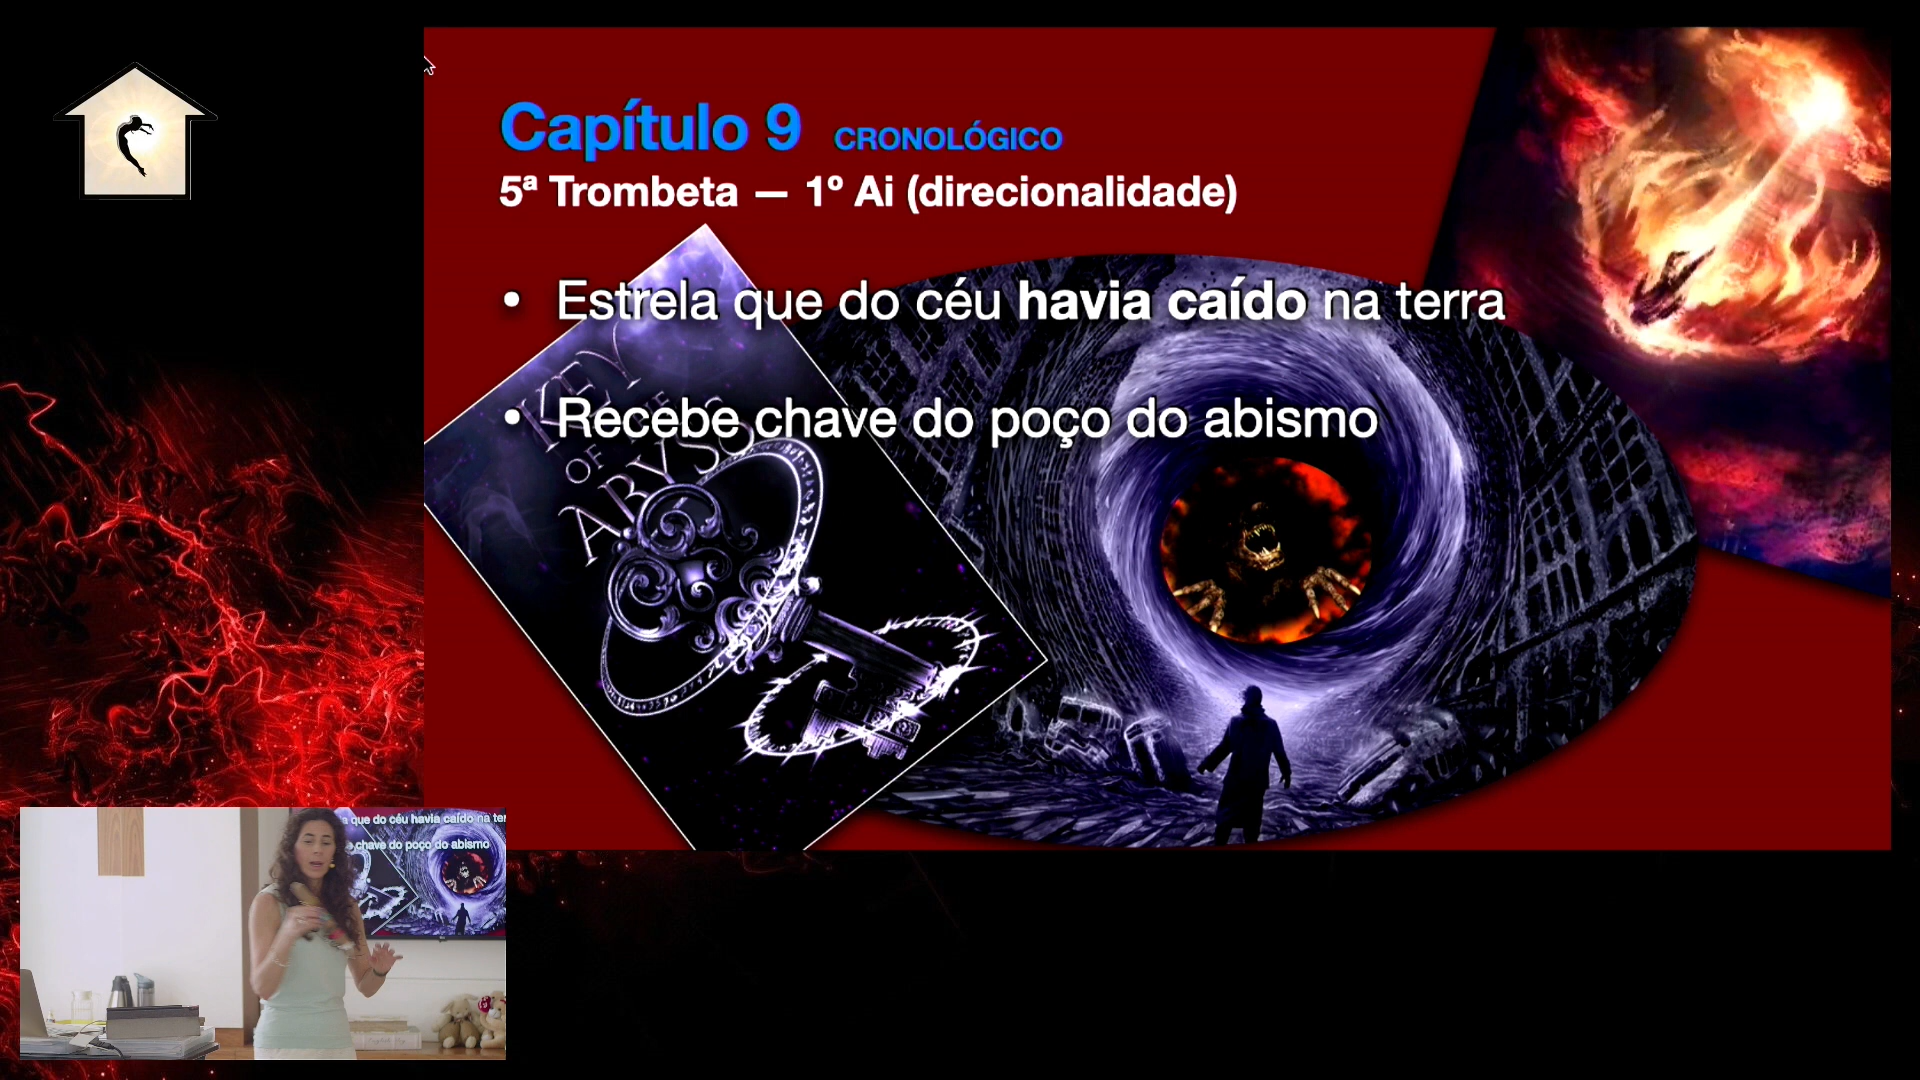 Capítulo 9 CRONOLÓGICO
5ª Trombeta — 1º Ai (direcionalidade)
• Estrela que do céu havia caído na terra
• Recebe chave do poço do abismo
KEY
OF THE
ABYSS
que do céu havia caído na ter
chave do poço do abismo